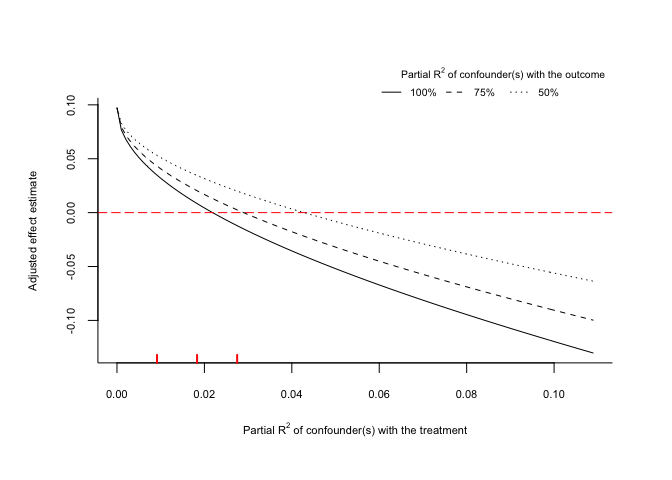 Partial R² of confounder(s) with the outcome
100% 75% 50%
Adjusted effect estimate
0.10
0.05
0.00
-0.05
-0.10
0.00 0.02 0.04 0.06 0.08 0.10
Partial R² of confounder(s) with the treatment